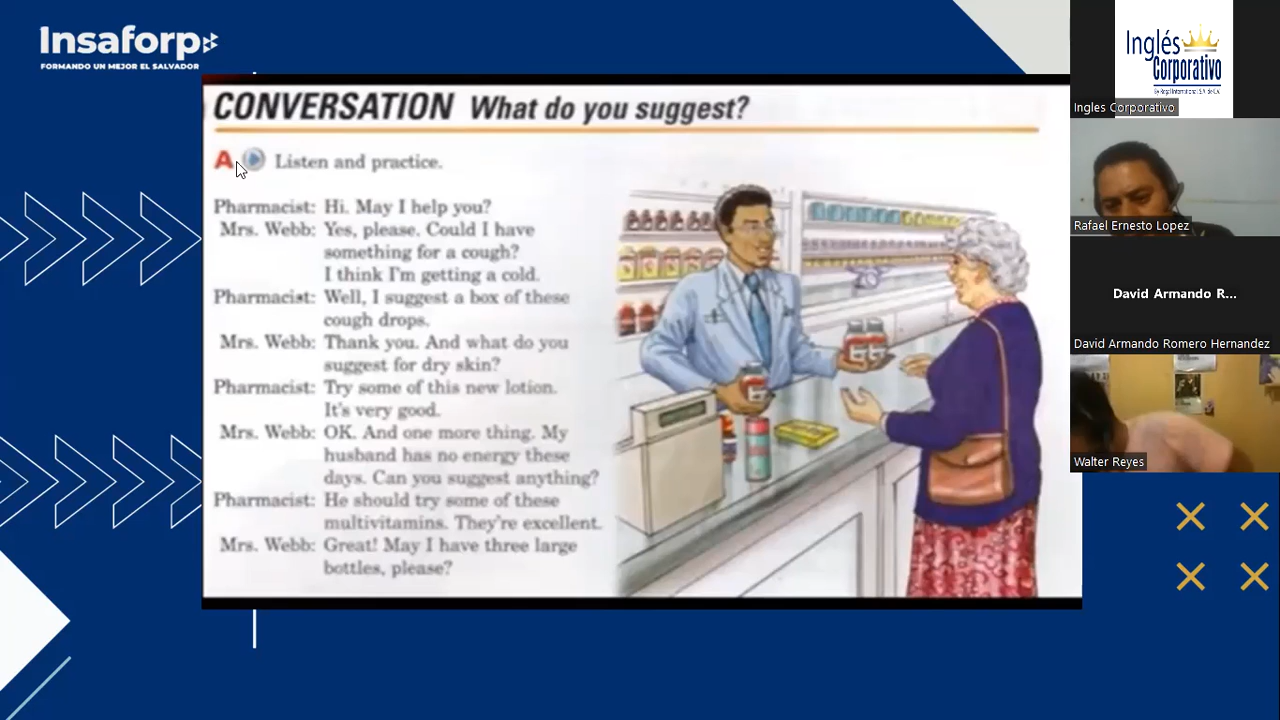 Insaforp
FORMANDO UN MEJOR EL SALVADOR
CONVERSATION What do you suggest?
A Listen and practice.
Pharmacist: Hi. May I help you?
Mrs. Webb: Yes, please. Could I have
something for a cough?
I think I'm getting a cold.
Pharmacist: Well, I suggest a box of these
cough drops.
Mrs. Webb: Thank you. And what do you
suggest for dry skin?
Pharmacist: Try some of this new lotion.
It's very good.
Mrs. Webb: OK. And one more thing. My
husband has no energy these
days. Can you suggest anything?
Pharmacist: He should try some of these
multivitamins. They're excellent.
Mrs. Webb: Great! May I have three large
bottles, please?
Inglés
Corporativo
Ingles Corporativo
Rafael Ernesto Lopez
David Armando R...
David Armando Romero Hernandez
Walter Reyes